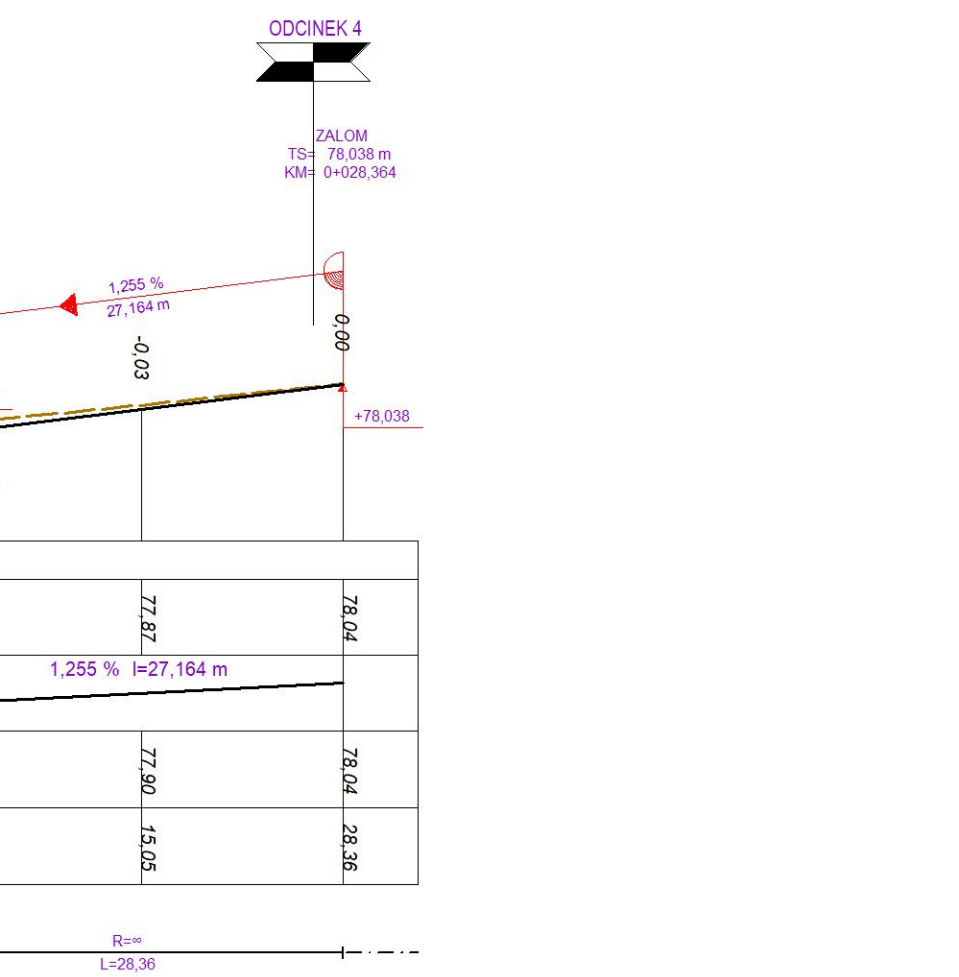 ODCINEK 4
ZALOM
TS= 78,038 m
KM= 0+028,364
1,255 %
27,164 m
0,00
-0,03
+78,038
77,87
78,04
1,255 % l=27,164 m
77,90
78,04
15,05
28,36
R=∞
L=28,36